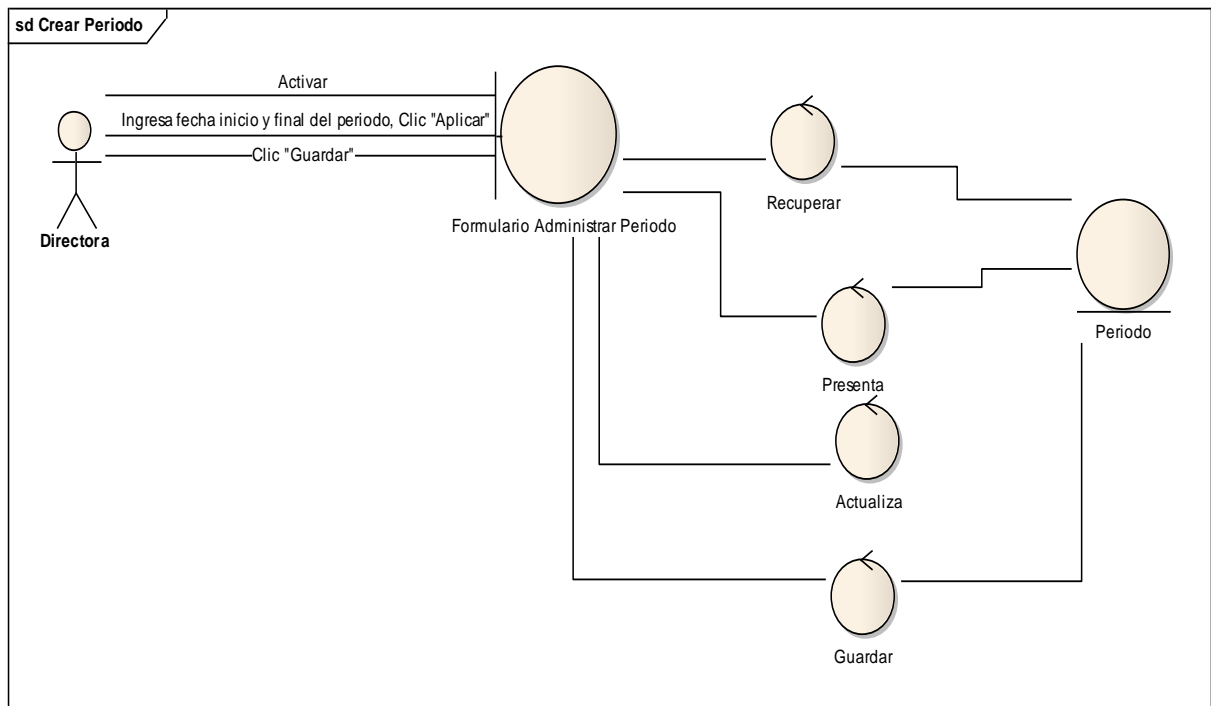 sd Crear Periodo
Activar
Ingresa fecha inicio y final del periodo, Clic "Aplicar"
Clic "Guardar"
Directora
Formulario Administrar Periodo
Recuperar
Periodo
Presenta
Actualiza
Guardar